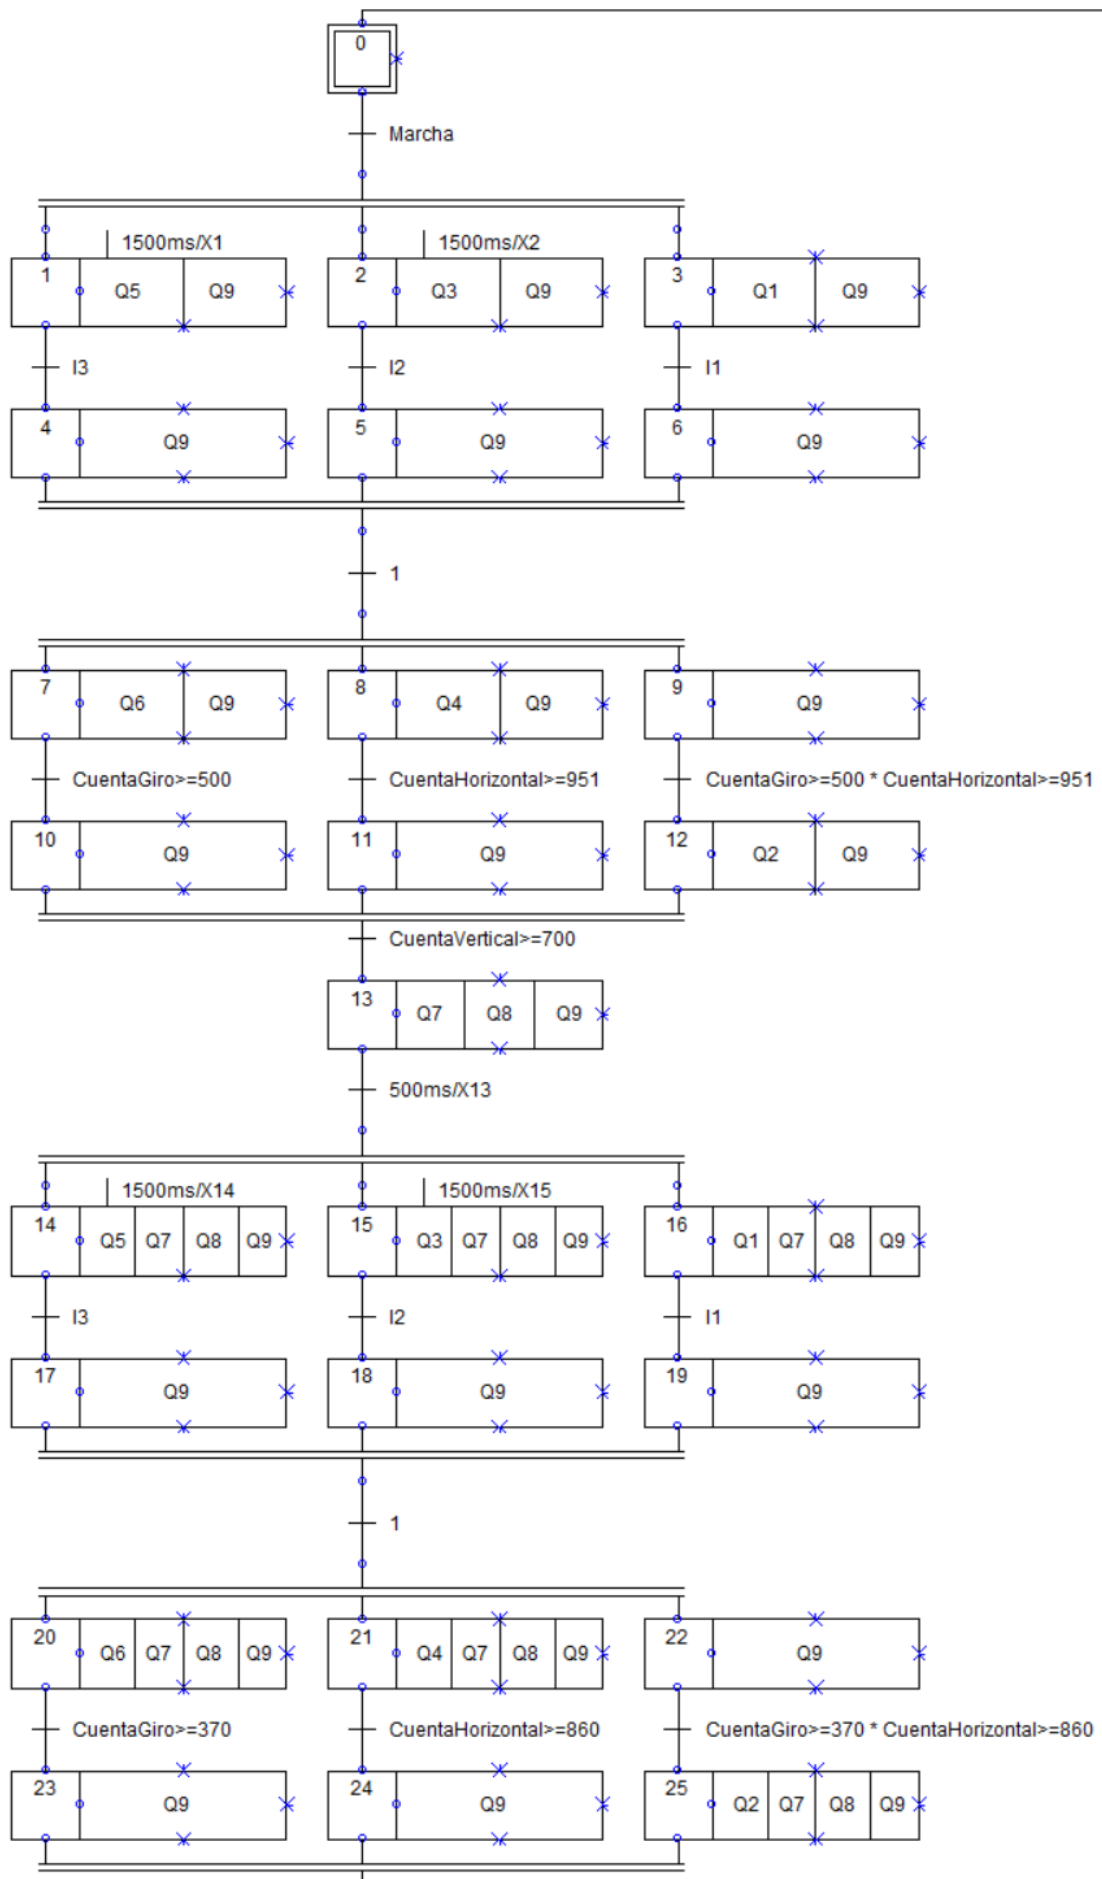 0
Marcha
1500ms/X1 1500ms/X2
1 Q5 Q9 2 Q3 Q9 3 Q1 Q9
I3 I2 I1
4 Q9 5 Q9 6 Q9
1
7 Q6 Q9 8 Q4 Q9 9 Q9
CuentaGiro>=500 CuentaHorizontal>=951 CuentaGiro>=500 * CuentaHorizontal>=951
10 Q9 11 Q9 12 Q2 Q9
CuentaVertical>=700
13 Q7 Q8 Q9
500ms/X13
1500ms/X14 1500ms/X15
14 Q5 Q7 Q8 Q9 15 Q3 Q7 Q8 Q9 16 Q1 Q7 Q8 Q9
I3 I2 I1
17 Q9 18 Q9 19 Q9
1
20 Q6 Q7 Q8 Q9 21 Q4 Q7 Q8 Q9 22 Q9
CuentaGiro>=370 CuentaHorizontal>=860 CuentaGiro>=370 * CuentaHorizontal>=860
23 Q9 24 Q9 25 Q2 Q7 Q8 Q9